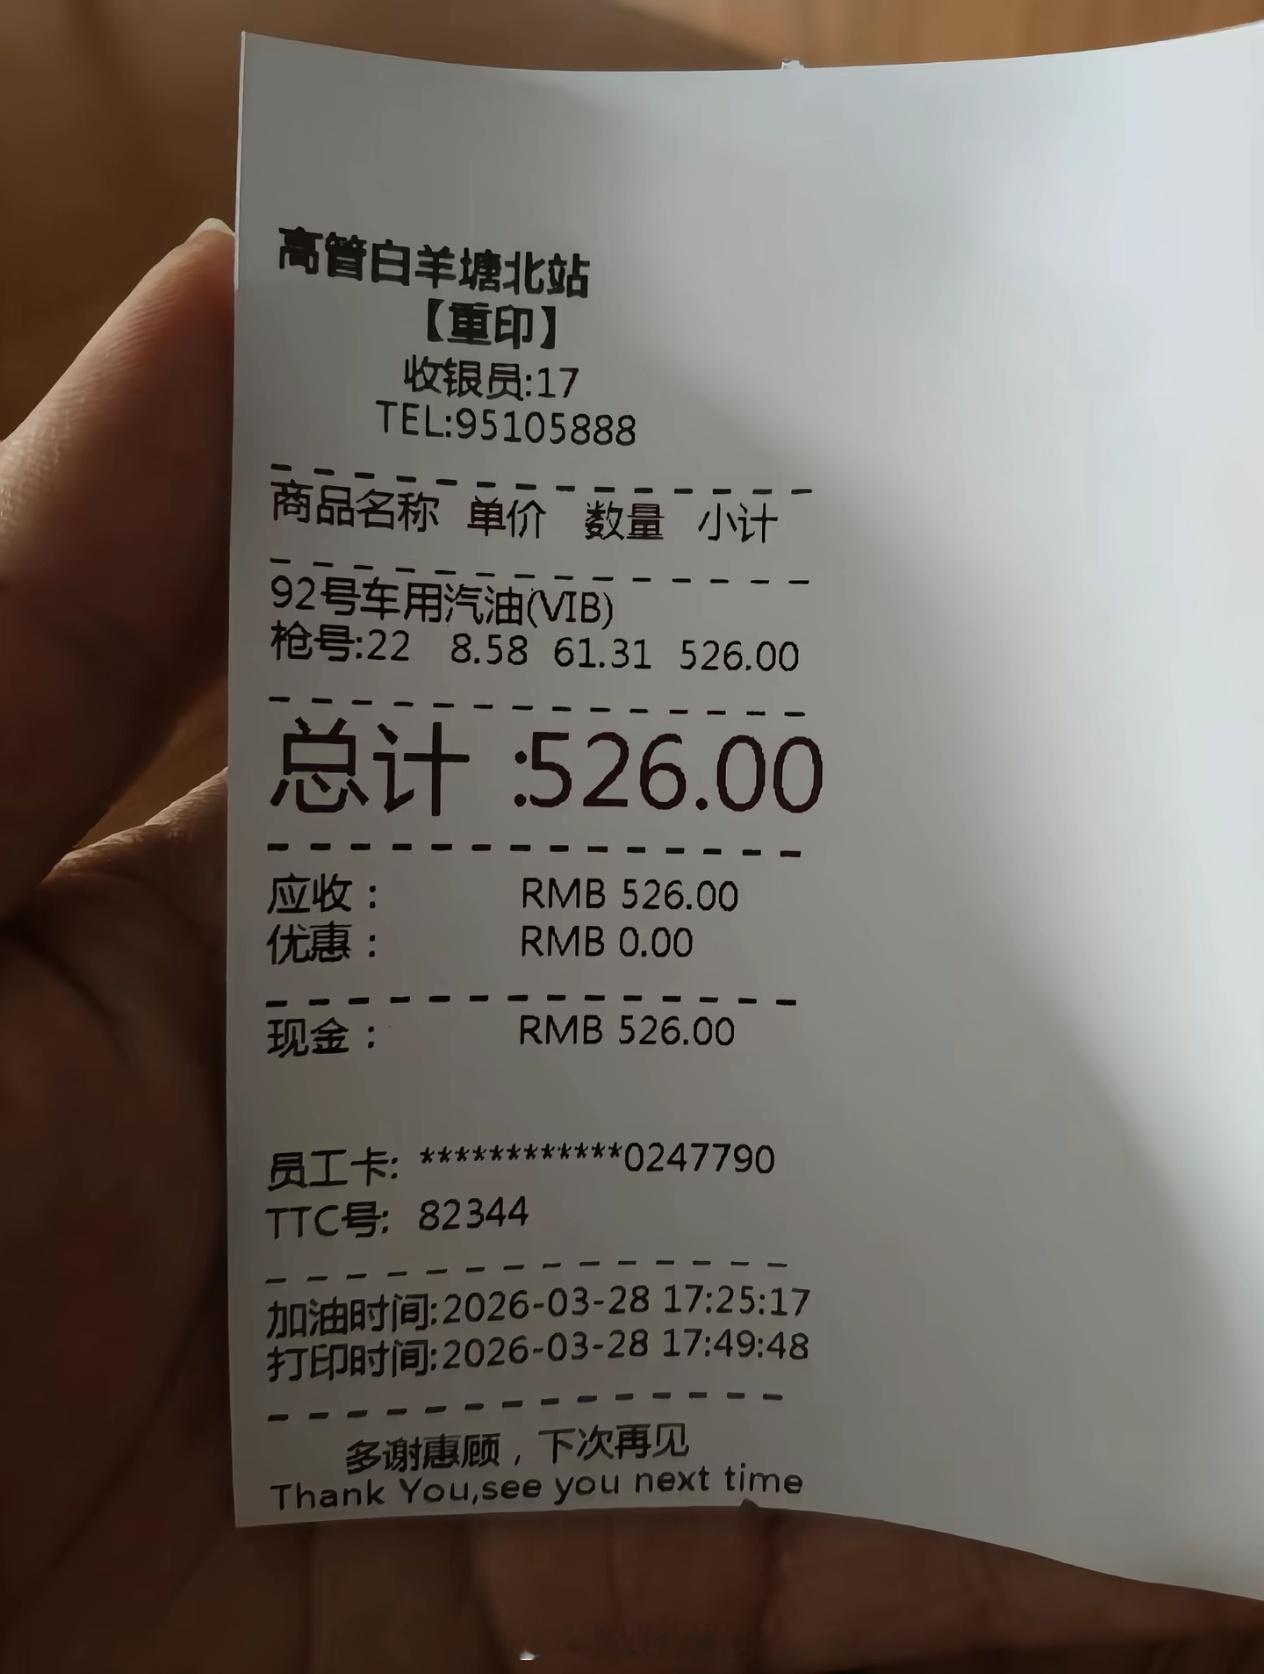 高管白羊塘北站
【重印】
收银员:17
TEL:95105888
商品名称 单价 数量 小计
92号车用汽油(VIB)
枪号:22 8.58 61.31 526.00
总计 :526.00
应收： RMB 526.00
优惠： RMB 0.00
现金： RMB 526.00
员工卡: ************0247790
TTC号: 82344
加油时间:2026-03-28 17:25:17
打印时间:2026-03-28 17:49:48
多谢惠顾，下次再见
Thank You,see you next time